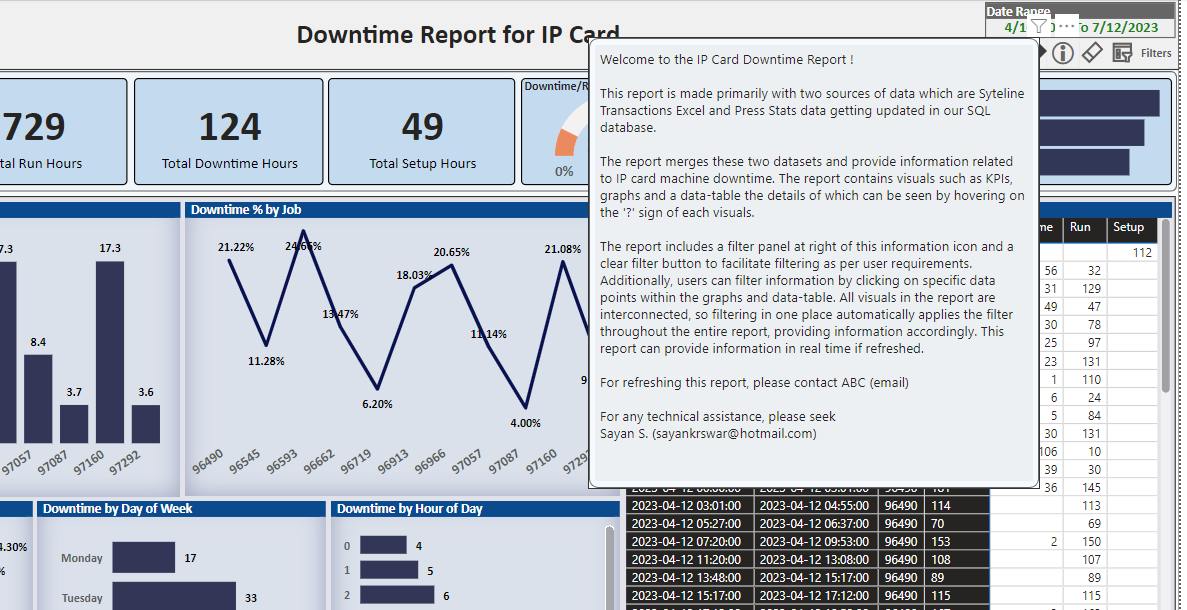 Downtime Report for IP Card
Date Range
To 7/12/2023
Filters
729
Total Run Hours
124
Total Downtime Hours
49
Total Setup Hours
0%
Welcome to the IP Card Downtime Report !
This report is made primarily with two sources of data which are Syteline
Transactions Excel and Press Stats data getting updated in our SQL
database.
The report merges these two datasets and provide information related
to IP card machine downtime. The report contains visuals such as KPIs,
graphs and a data-table the details of which can be seen by hovering on
the '?' sign of each visuals.
The report includes a filter panel at right of this information icon and a
clear filter button to facilitate filtering as per user requirements.
Additionally, users can filter information by clicking on specific data
points within the graphs and data-table. All visuals in the report are
interconnected, so filtering in one place automatically applies the filter
throughout the entire report, providing information accordingly. This
report can provide information in real time if refreshed.
For refreshing this report, please contact ABC (email)
For any technical assistance, please seek
Sayan S. (sayankrswar@hotmail.com)
7.3
8.4
3.7
17.3
3.6
97057
97087
97160
97292
Downtime % by Job
21.22%
11.28%
24.66%
13.47%
6.20%
18.03%
20.65%
11.14%
4.00%
21.08%
96490
96545
96593
96662
96719
96913
96966
97057
97087
97160
Run Setup
112
56 32
31 129
49 47
30 78
25 97
23 131
1 110
6 24
5 84
30 131
106 10
39 30
36 145
2023-04-12 03:01:00 2023-04-12 04:55:00 96490 114 113
2023-04-12 05:27:00 2023-04-12 06:37:00 96490 70 69
2023-04-12 07:20:00 2023-04-12 09:53:00 96490 153 2 150
2023-04-12 11:20:00 2023-04-12 13:08:00 96490 108 107
2023-04-12 13:48:00 2023-04-12 15:17:00 96490 89 89
2023-04-12 15:17:00 2023-04-12 17:12:00 96490 115 115
4.30%
Downtime by Day of Week
Monday 17
Tuesday 33
Downtime by Hour of Day
0 4
1 5
2 6